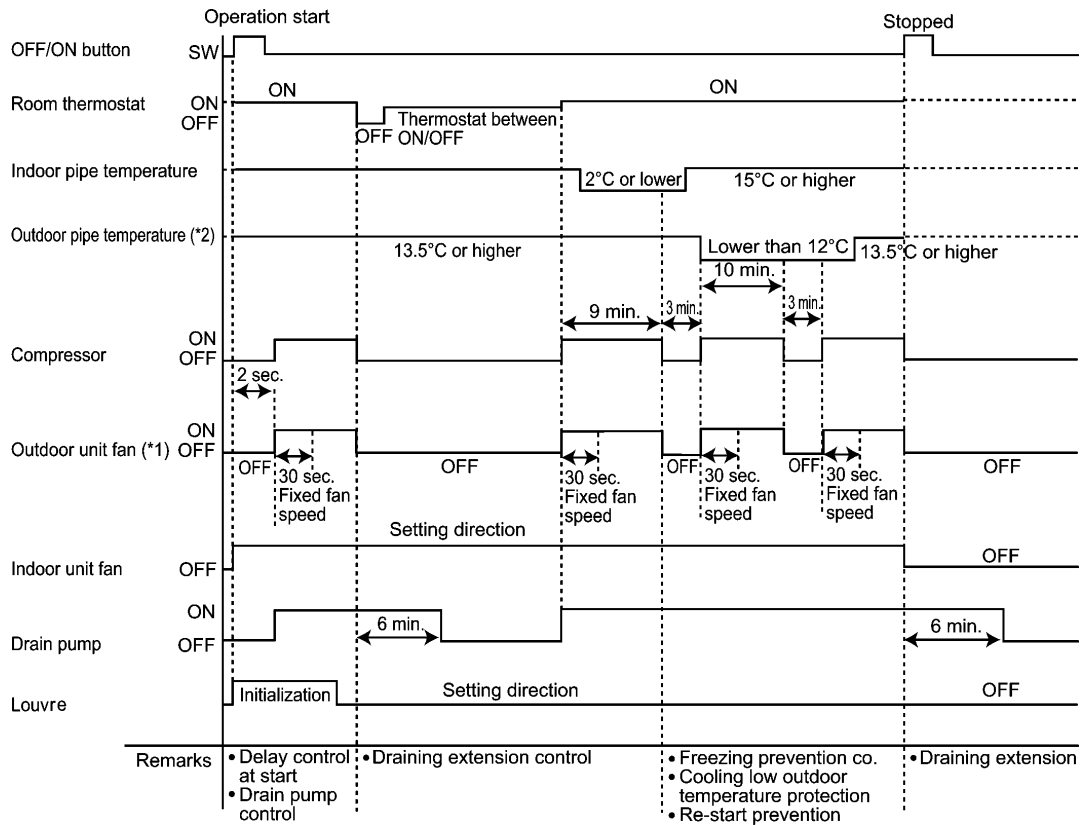 Operation start
Stopped
OFF/ON button
SW
ON
ON
Room thermostat
ON
OFF
OFF
Thermostat between
ON/OFF
Indoor pipe temperature
2°C or lower
15°C or higher
Outdoor pipe temperature (*2)
13.5°C or higher
Lower than 12°C
13.5°C or higher
10 min.
9 min.
3 min.
3 min.
Compressor
ON
OFF
2 sec.
Outdoor unit fan (*1)
ON
OFF
OFF
30 sec.
Fixed fan
speed
OFF
30 sec.
Fixed fan
speed
OFF
30 sec.
Fixed fan
speed
OFF
30 sec.
Fixed fan
speed
OFF
Setting direction
Indoor unit fan
OFF
OFF
Drain pump
ON
OFF
6 min.
6 min.
Louvre
Initialization
Setting direction
OFF
Remarks
• Delay control
at start
• Drain pump
control
• Draining extension control
• Freezing prevention co.
• Cooling low outdoor
temperature protection
• Re-start prevention
• Draining extension